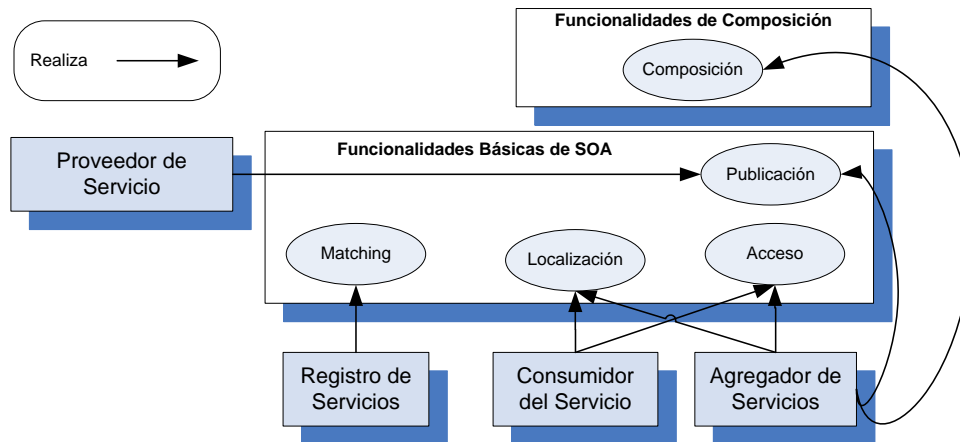 Funcionalidades de Composición
Realiza
Composición
Proveedor de
Servicio
Funcionalidades Básicas de SOA
Publicación
Matching
Localización
Acceso
Registro de
Servicios
Consumidor
del Servicio
Agregador de
Servicios